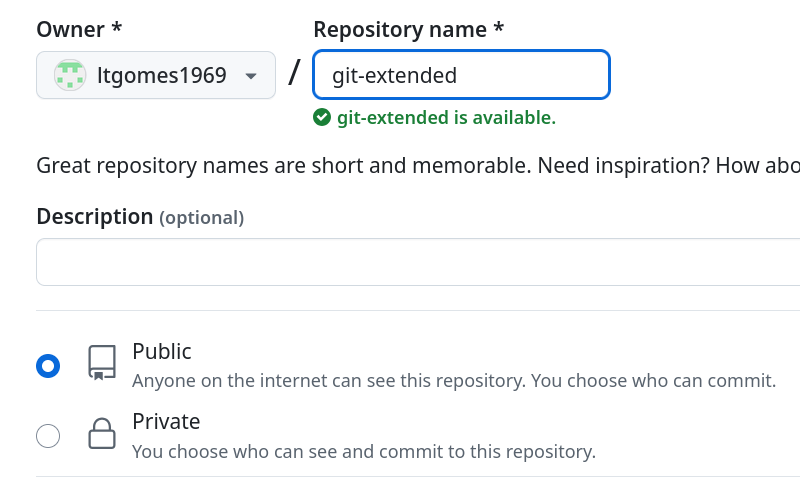 Owner *
Repository name *
ltgomes1969
/
git-extended
git-extended is available.
Great repository names are short and memorable. Need inspiration? How abo
Description (optional)
Public
Anyone on the internet can see this repository. You choose who can commit.
Private
You choose who can see and commit to this repository.